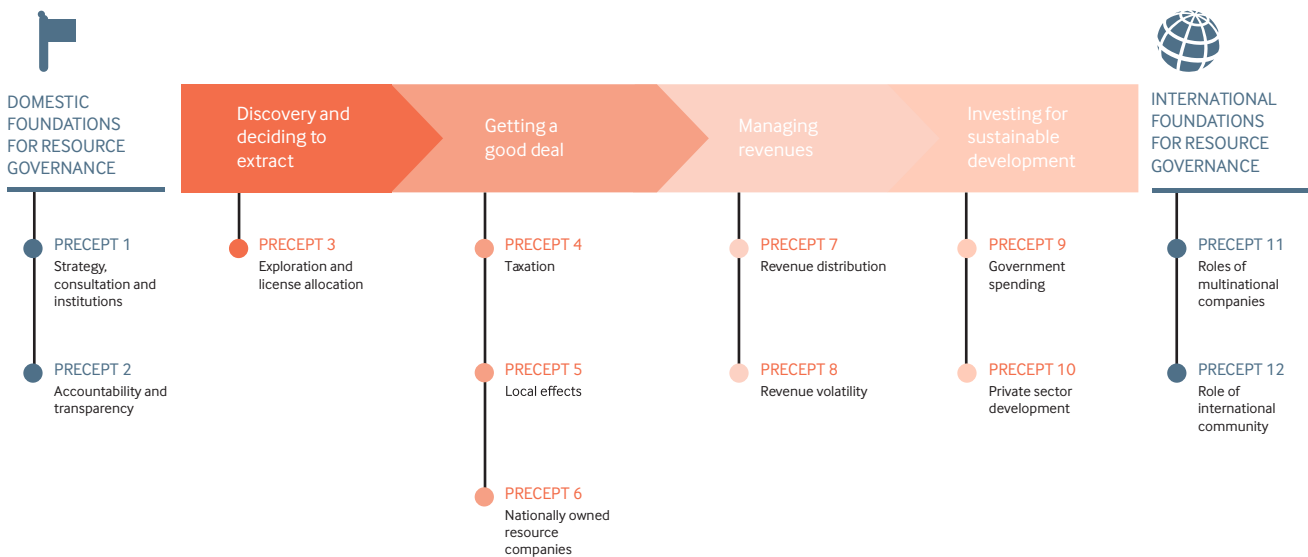 DOMESTIC
FOUNDATIONS
FOR RESOURCE
GOVERNANCE
PRECEPT 1
Strategy,
consultation and
institutions
PRECEPT 2
Accountability and
transparency
Discovery and
deciding to
extract
PRECEPT 3
Exploration and
license allocation
Getting a
good deal
PRECEPT 4
Taxation
PRECEPT 5
Local effects
PRECEPT 6
Nationally owned
resource
companies
Managing
revenues
PRECEPT 7
Revenue distribution
PRECEPT 8
Revenue volatility
Investing for
sustainable
development
PRECEPT 9
Government
spending
PRECEPT 10
Private sector
development
INTERNATIONAL
FOUNDATIONS
FOR RESOURCE
GOVERNANCE
PRECEPT 11
Roles of
multinational
companies
PRECEPT 12
Role of
international
community